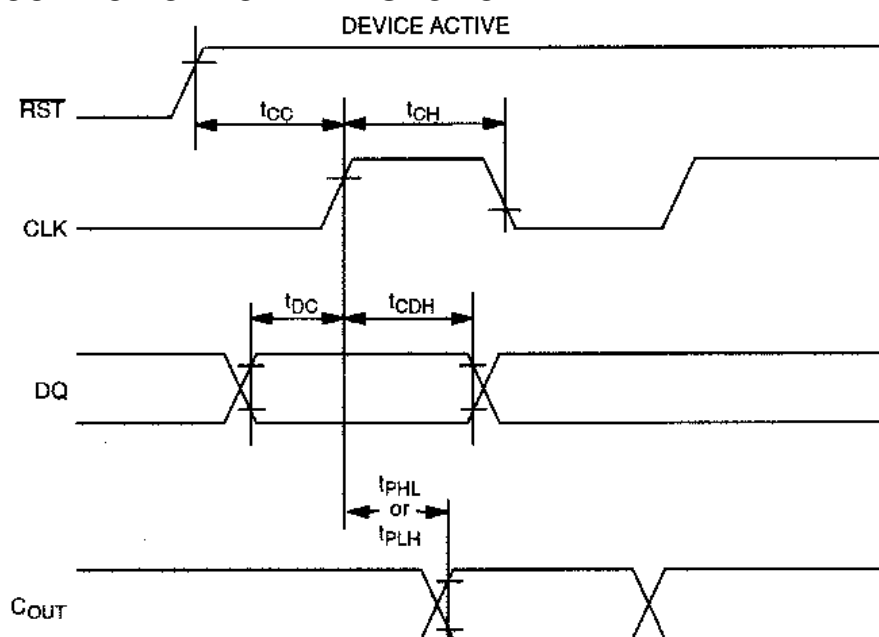 DEVICE ACTIVE
RST
tCC
tCH
CLK
tDC
tCDH
DQ
tPHL
or
tPLH
COUT